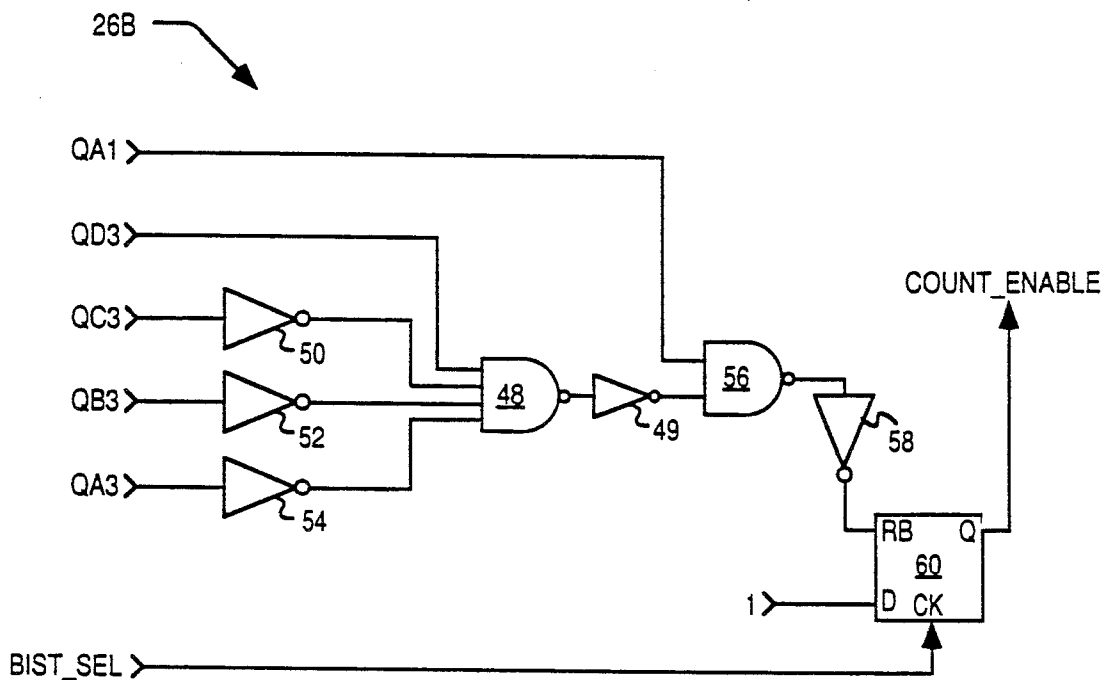 26B
QA1
QD3
QC3
50
QB3
52
QA3
54
48
49
56
58
COUNT_ENABLE
RB Q
60
D CK
1
BIST_SEL